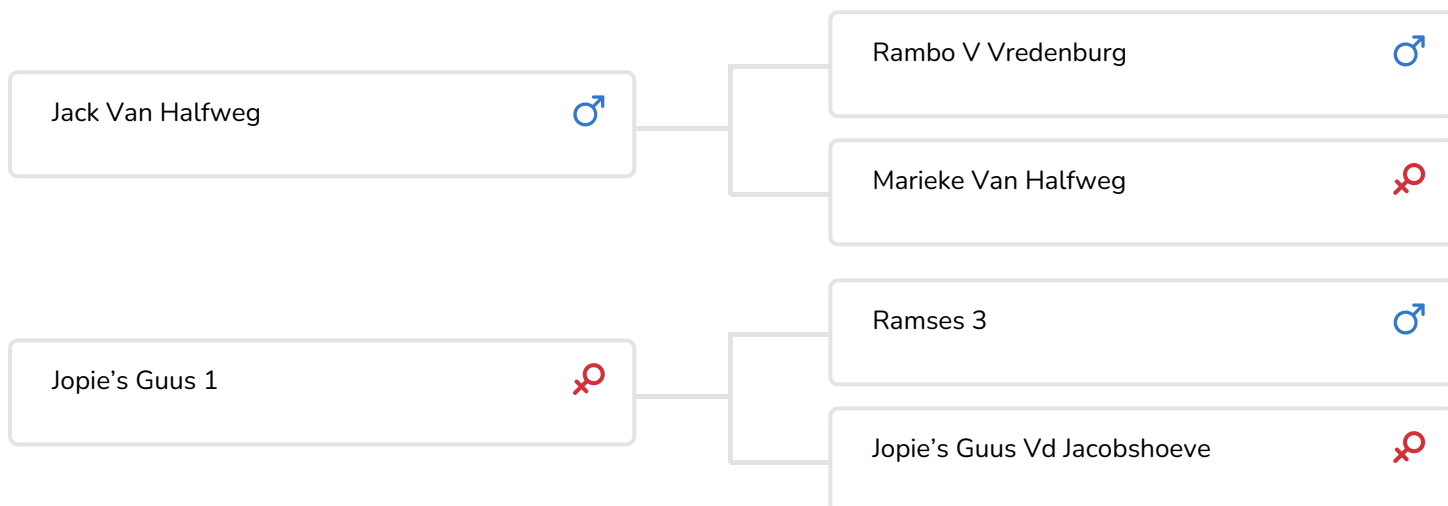 Rambo V Vredenburg
Jack Van Halfweg
Marieke Van Halfweg
Ramses 3
Jopie’s Guus 1
Jopie’s Guus Vd Jacobshoeve